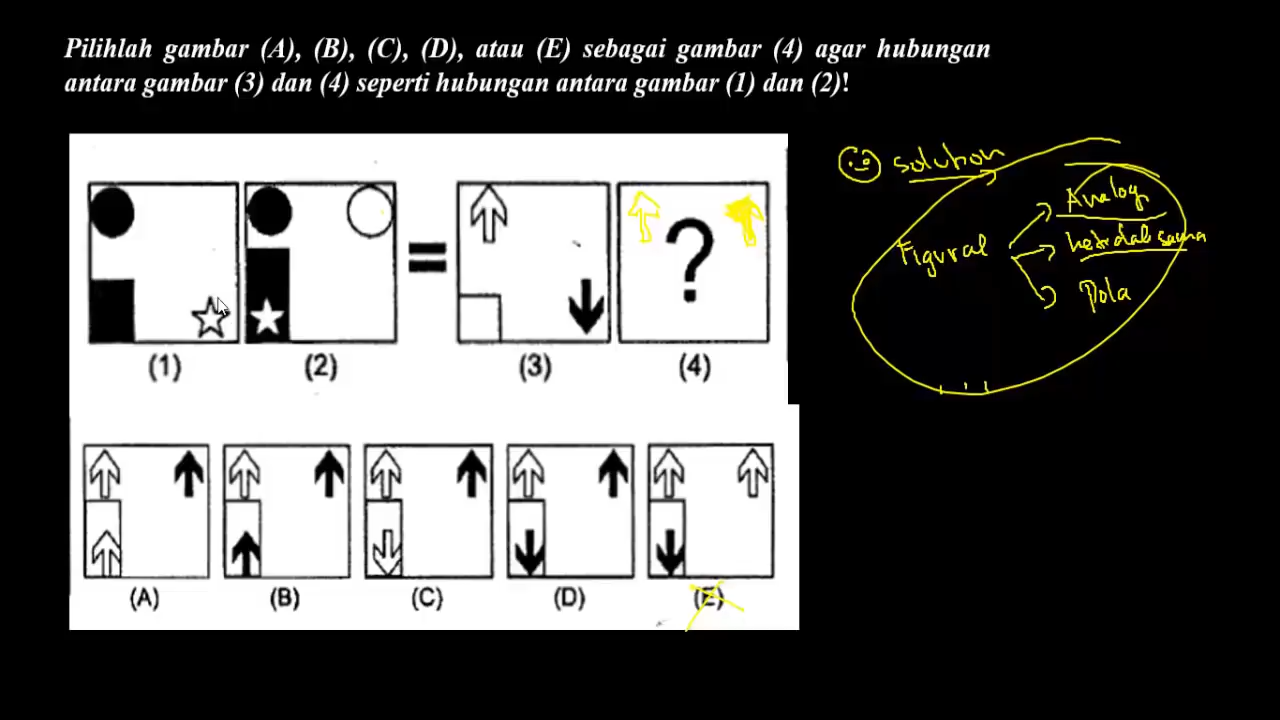 Pilihlah gambar (A), (B), (C), (D), atau (E) sebagai gambar (4) agar hubungan
antara gambar (3) dan (4) seperti hubungan antara gambar (1) dan (2)!
solution
Analog
Figural
Pola
=
?
(1) (2) (3) (4)
(A) (B) (C) (D) (E)